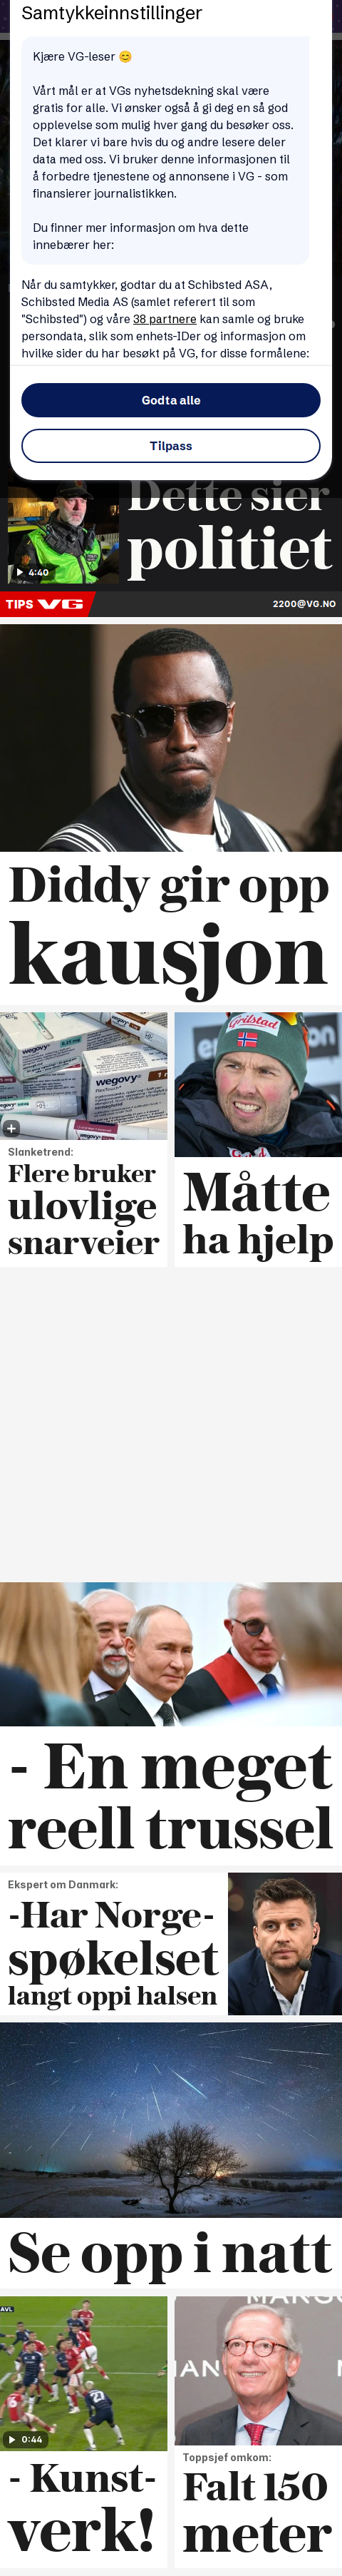 Samtykkeinnstillinger
Kjære VG-leser 😊
Vårt mål er at VGs nyhetsdekning skal være
gratis for alle. Vi ønsker også å gi deg en så god
opplevelse som mulig hver gang du besøker oss.
Det klarer vi bare hvis du og andre lesere deler
data med oss. Vi bruker denne informasjonen til
å forbedre tjenestene og annonsene i VG - som
finansierer journalistikken.
Du finner mer informasjon om hva dette
innebærer her:
Når du samtykker, godtar du at Schibsted ASA,
Schibsted Media AS (samlet referert til som
"Schibsted") og våre 38 partnere kan samle og bruke
persondata, slik som enhets-IDer og informasjon om
hvilke sider du har besøkt på VG, for disse formålene:
Godta alle
Tilpass
Dette sier
politiet
4:40
TIPS VG
2200@VG.NO
Diddy gir opp
kausjon
wegovy
wegovy
Slanketrend:
Flere bruker
ulovlige
snarveier
Grilstad
Måtte
ha hjelp
- En meget
reell trussel
Ekspert om Danmark:
-Har Norge-
spøkelset
langt oppi halsen
Se opp i natt
AVL
0:44
- Kunst-
verk!
MANGO
MAN
MAN
Toppsjef omkom:
Falt 150
meter